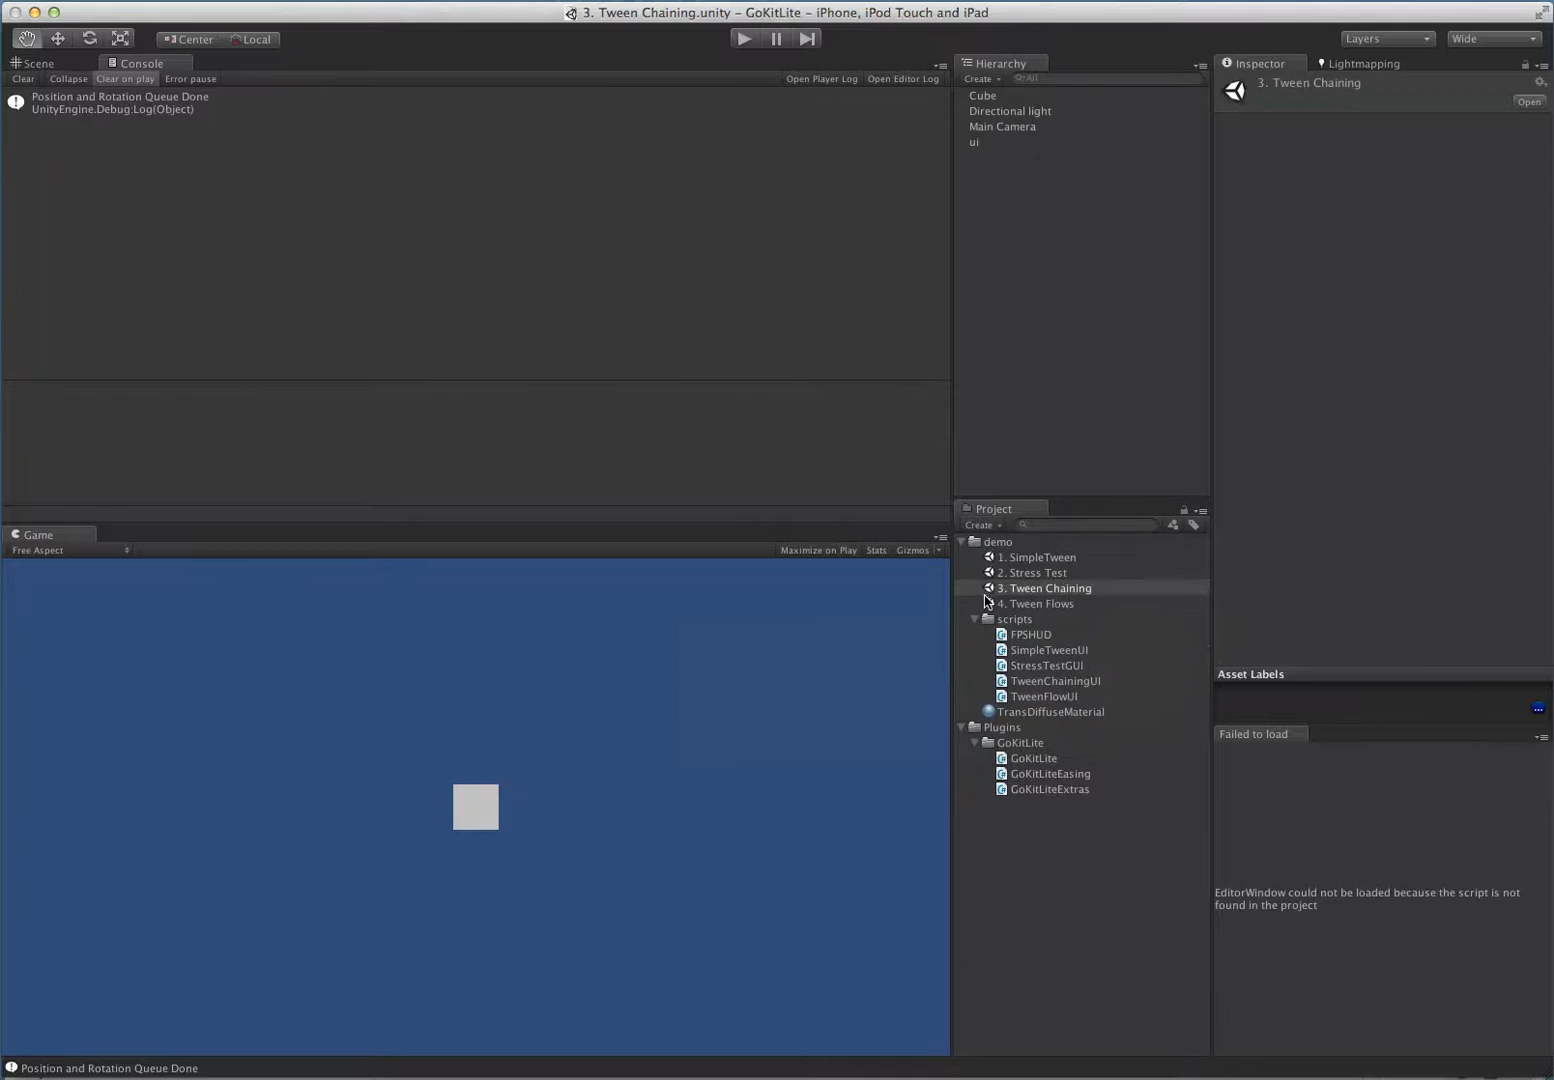 3. Tween Chaining.unity – GoKitLite – iPhone, iPod Touch and iPad
Center Local
Layers Wide
Scene Console
Clear Collapse Clear on play Error pause Open Player Log Open Editor Log
Position and Rotation Queue Done
UnityEngine.Debug:Log(Object)
Game
Free Aspect Maximize on Play Stats Gizmos
Hierarchy
Create All
Cube
Directional light
Main Camera
ui
Project
Create
demo
1. SimpleTween
2. Stress Test
3. Tween Chaining
4. Tween Flows
scripts
FPSHUD
SimpleTweenUI
StressTestGUI
TweenChainingUI
TweenFlowUI
TransDiffuseMaterial
Plugins
GoKitLite
GoKitLite
GoKitLiteEasing
GoKitLiteExtras
Inspector Lightmapping
3. Tween Chaining
Open
Asset Labels
Failed to load
EditorWindow could not be loaded because the script is not
found in the project
Position and Rotation Queue Done